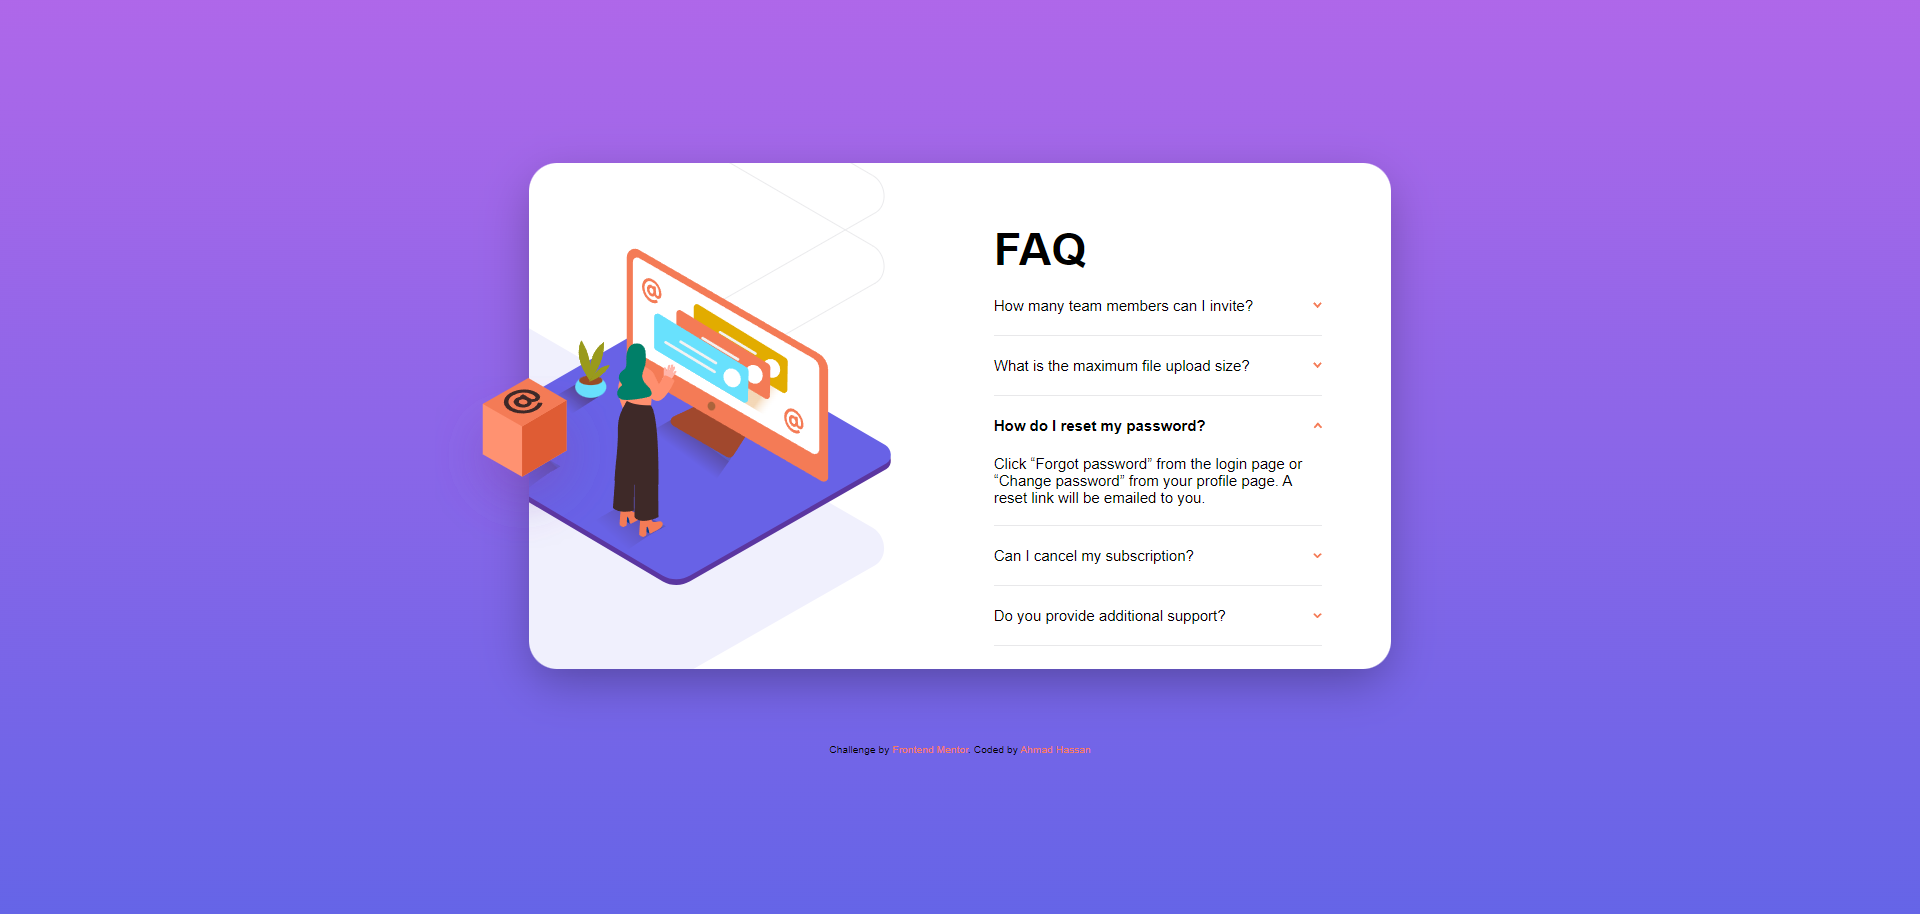 FAQ
How many team members can I invite?
What is the maximum file upload size?
How do I reset my password?
Click “Forgot password” from the login page or
“Change password” from your profile page. A
reset link will be emailed to you.
Can I cancel my subscription?
Do you provide additional support?
Challenge by Frontend Mentor. Coded by Ahmad Hassan.
@
@
@